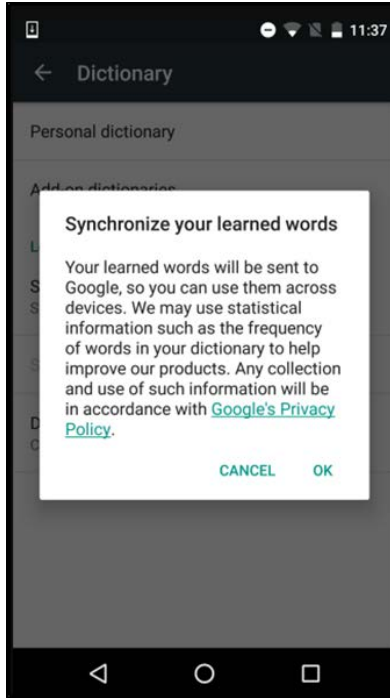 11:37
Dictionary
Personal dictionary
Add-on dictionaries
L
Synchronize your learned words
Your learned words will be sent to
Google, so you can use them across
devices. We may use statistical
information such as the frequency
of words in your dictionary to help
improve our products. Any collection
and use of such information will be
in accordance with Google's Privacy
Policy.
S
S
S
D
C
CANCEL OK